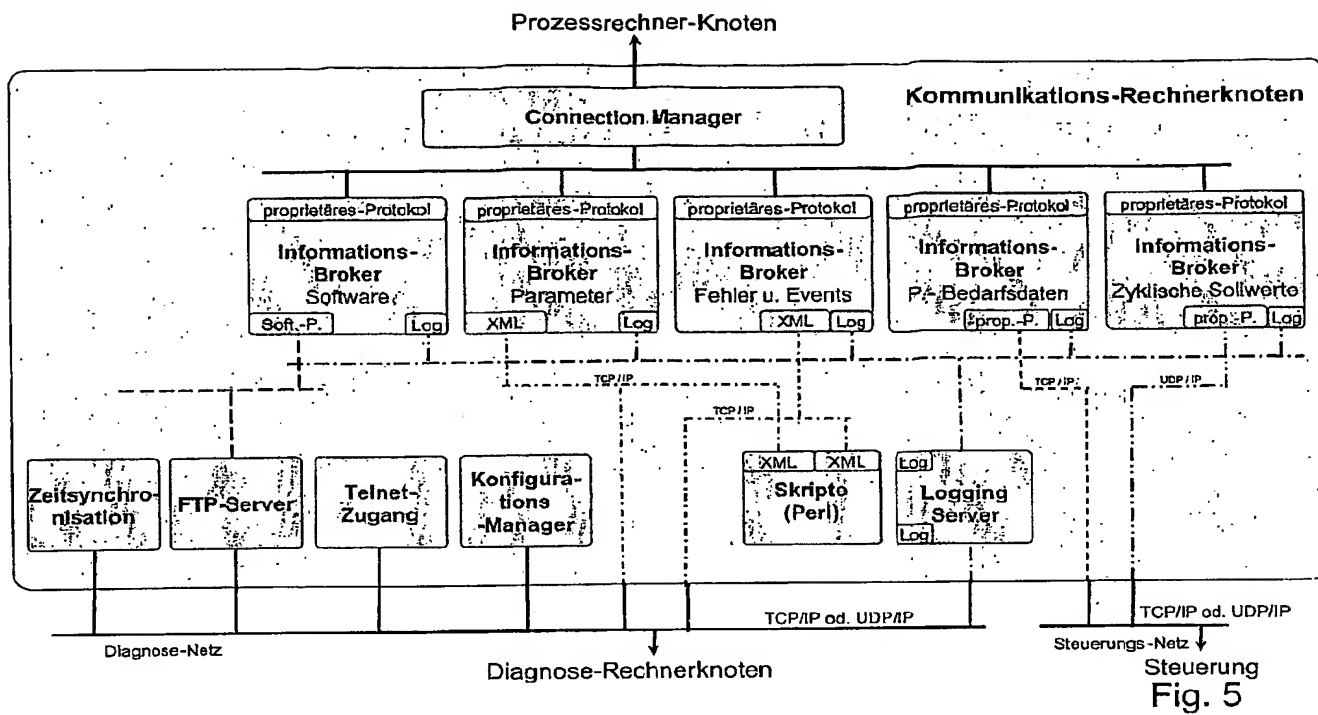 Prozessrechner-Knoten
Kommunikations-Rechnerknoten
Connection Manager
proprietäres-Protokol
Informations-
Broker
Software
Soft.-P.
Log
proprietäres-Protokol
Informations-
Broker
Parameter
XML
Log
proprietäres-Protokol
Informations-
Broker
Fehler u. Events
XML
Log
proprietäres-Protokol
Informations-
Broker
P.- Bedarfsdaten
prop.-P.
Log
proprietäres-Protokol
Informations-
Broker
Zyklische Sollwerte
prop.-P.
Log
TCP/IP
TCP/IP
TCP/IP
UDP/IP
Zeitsynchro-
nisation
FTP-Server
Telnet-
Zugang
Konfigura-
tions
-Manager
XML
XML
Skripte
(Perl)
Log
Logging
Server
Log
TCP/IP od. UDP/IP
TCP/IP od. UDP/IP
Diagnose-Netz
Diagnose-Rechnerknoten
Steuerungs-Netz
Steuerung
Fig. 5